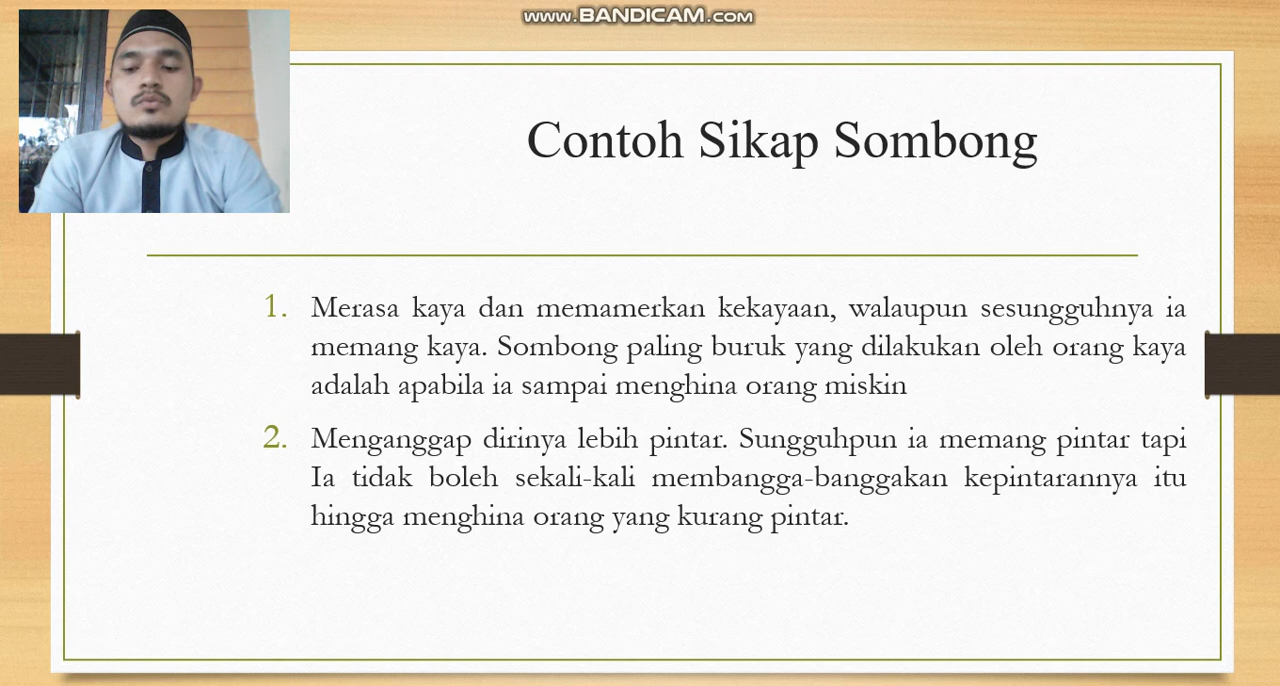 www.BANDICAM.com
Contoh Sikap Sombong
1. Merasa kaya dan memamerkan kekayaan, walaupun sesungguhnya ia
memang kaya. Sombong paling buruk yang dilakukan oleh orang kaya
adalah apabila ia sampai menghina orang miskin
2. Menganggap dirinya lebih pintar. Sungguhpun ia memang pintar tapi
Ia tidak boleh sekali-kali membangga-banggakan kepintarannya itu
hingga menghina orang yang kurang pintar.